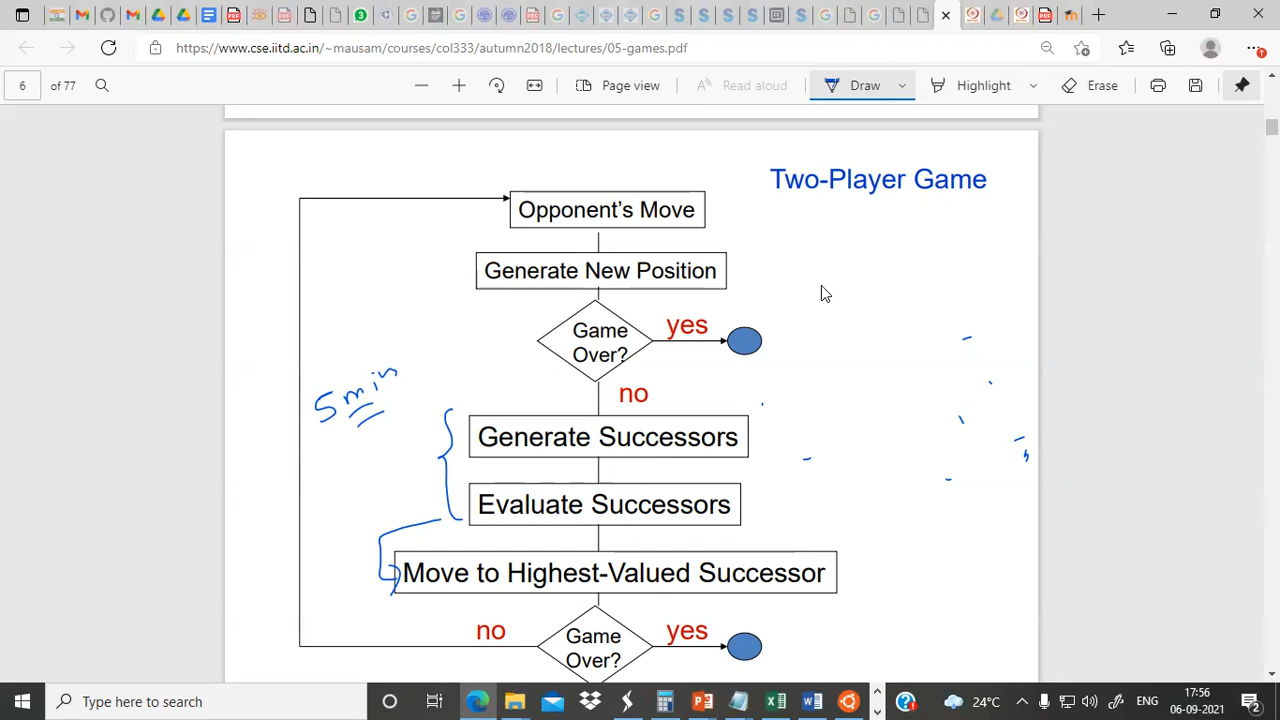 https://www.cse.iitd.ac.in/~mausam/courses/col333/autumn2018/lectures/05-games.pdf
6 of 77
Page view
Read aloud
Draw
Highlight
Erase
Two-Player Game
Opponent's Move
Generate New Position
Game
Over?
yes
no
5 min
Generate Successors
Evaluate Successors
Move to Highest-Valued Successor
no
Game
Over?
yes
Type here to search
24°C
ENG
17:56
06-09-2021
2